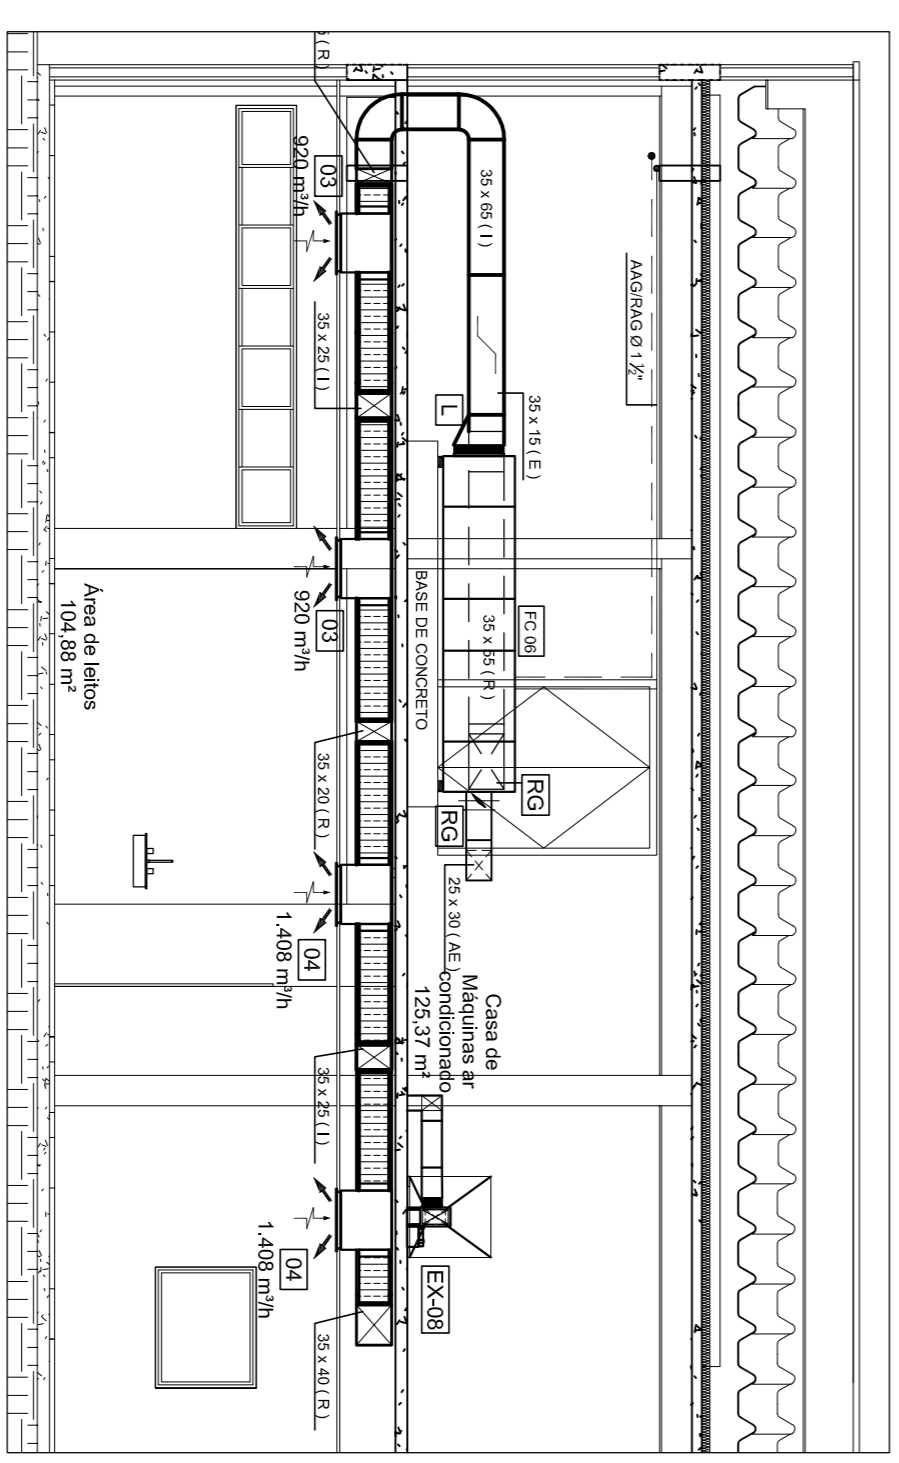 AAG/RAG Ø 1 ½"
35 x 65 ( I )
35 x 15 ( E )
L
FC 06
35 x 55 ( R )
RG
RG
25 x 30 ( AE )
BASE DE CONCRETO
Casa de
Máquinas ar
condicionado
125,37 m²
EX-08
( R )
03
920 m³/h
35 x 25 ( I )
03
920 m³/h
35 x 20 ( R )
04
1.408 m³/h
35 x 25 ( I )
04
1.408 m³/h
35 x 40 ( R )
Área de leitos
104,88 m²